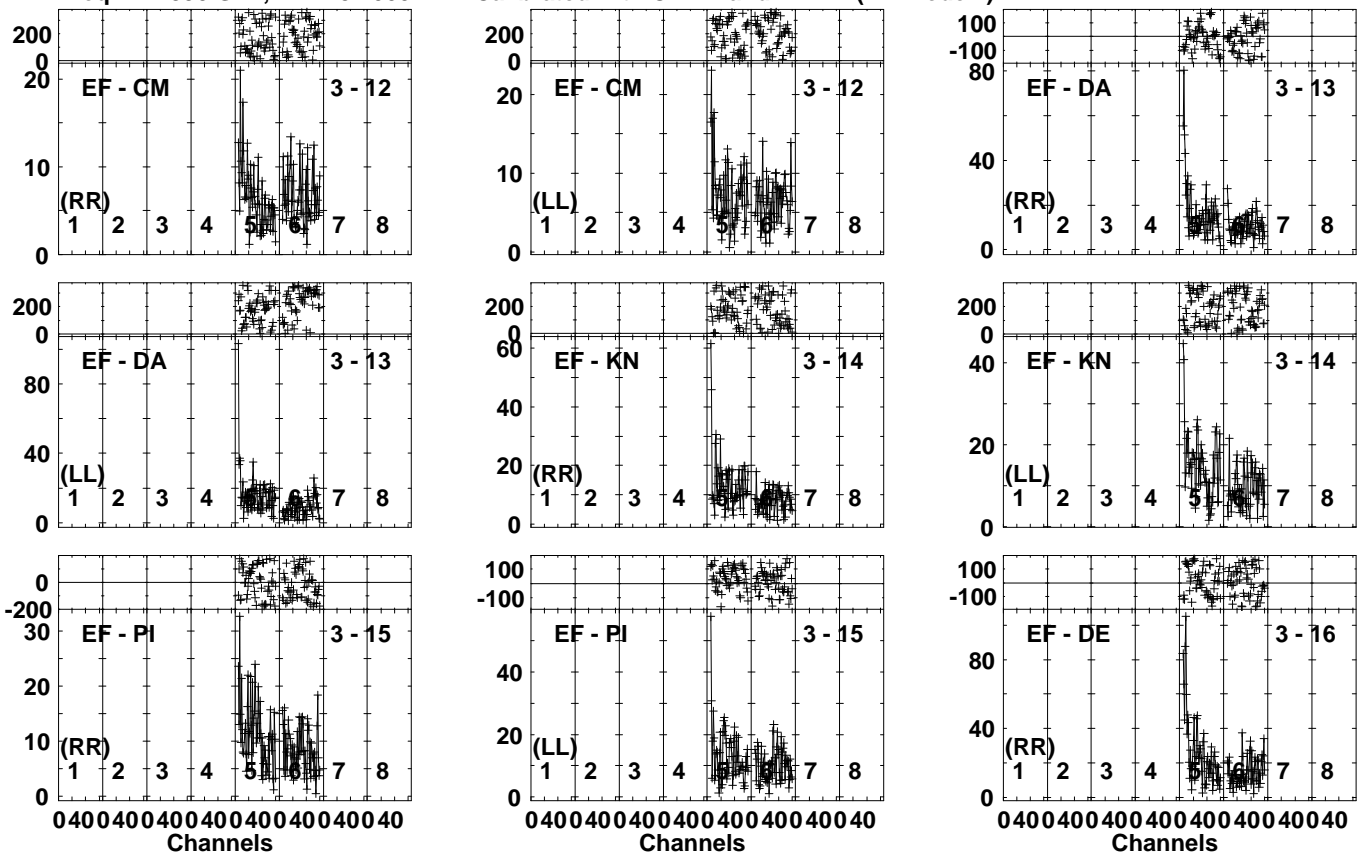 200 200 100
0 0 -100
20 EF - CM 3 - 12 20 EF - CM 3 - 12 80 EF - DA 3 - 13
10 10 40
(RR) (LL) (RR)
1 2 3 4 5 6 7 8 1 2 3 4 5 6 7 8 1 2 3 4 5 6 7 8
0 0 0
200 200 200
0 0 0
80 EF - DA 3 - 13 60 EF - KN 3 - 14 40 EF - KN 3 - 14
40 40 20
(LL) 20 (RR) (LL)
1 2 3 4 5 6 7 8 1 2 3 4 5 6 7 8 1 2 3 4 5 6 7 8
0 0 0
0 100 100
-200 -100 -100
30 EF - PI 3 - 15 EF - PI 3 - 15 80 EF - DE 3 - 16
20 40 40
10 (RR) 20 (LL) (RR)
1 2 3 4 5 6 7 8 1 2 3 4 5 6 7 8 1 2 3 4 5 6 7 8
0 0 0
0 40 0 40 0 40 0 40 0 40 0 40 0 40 0 40 0 40 0 40 0 40 0 40 0 40 0 40 0 40 0 40 0 40 0 40 0 40 0 40 0 40 0 40 0 40 0 40
Channels Channels Channels